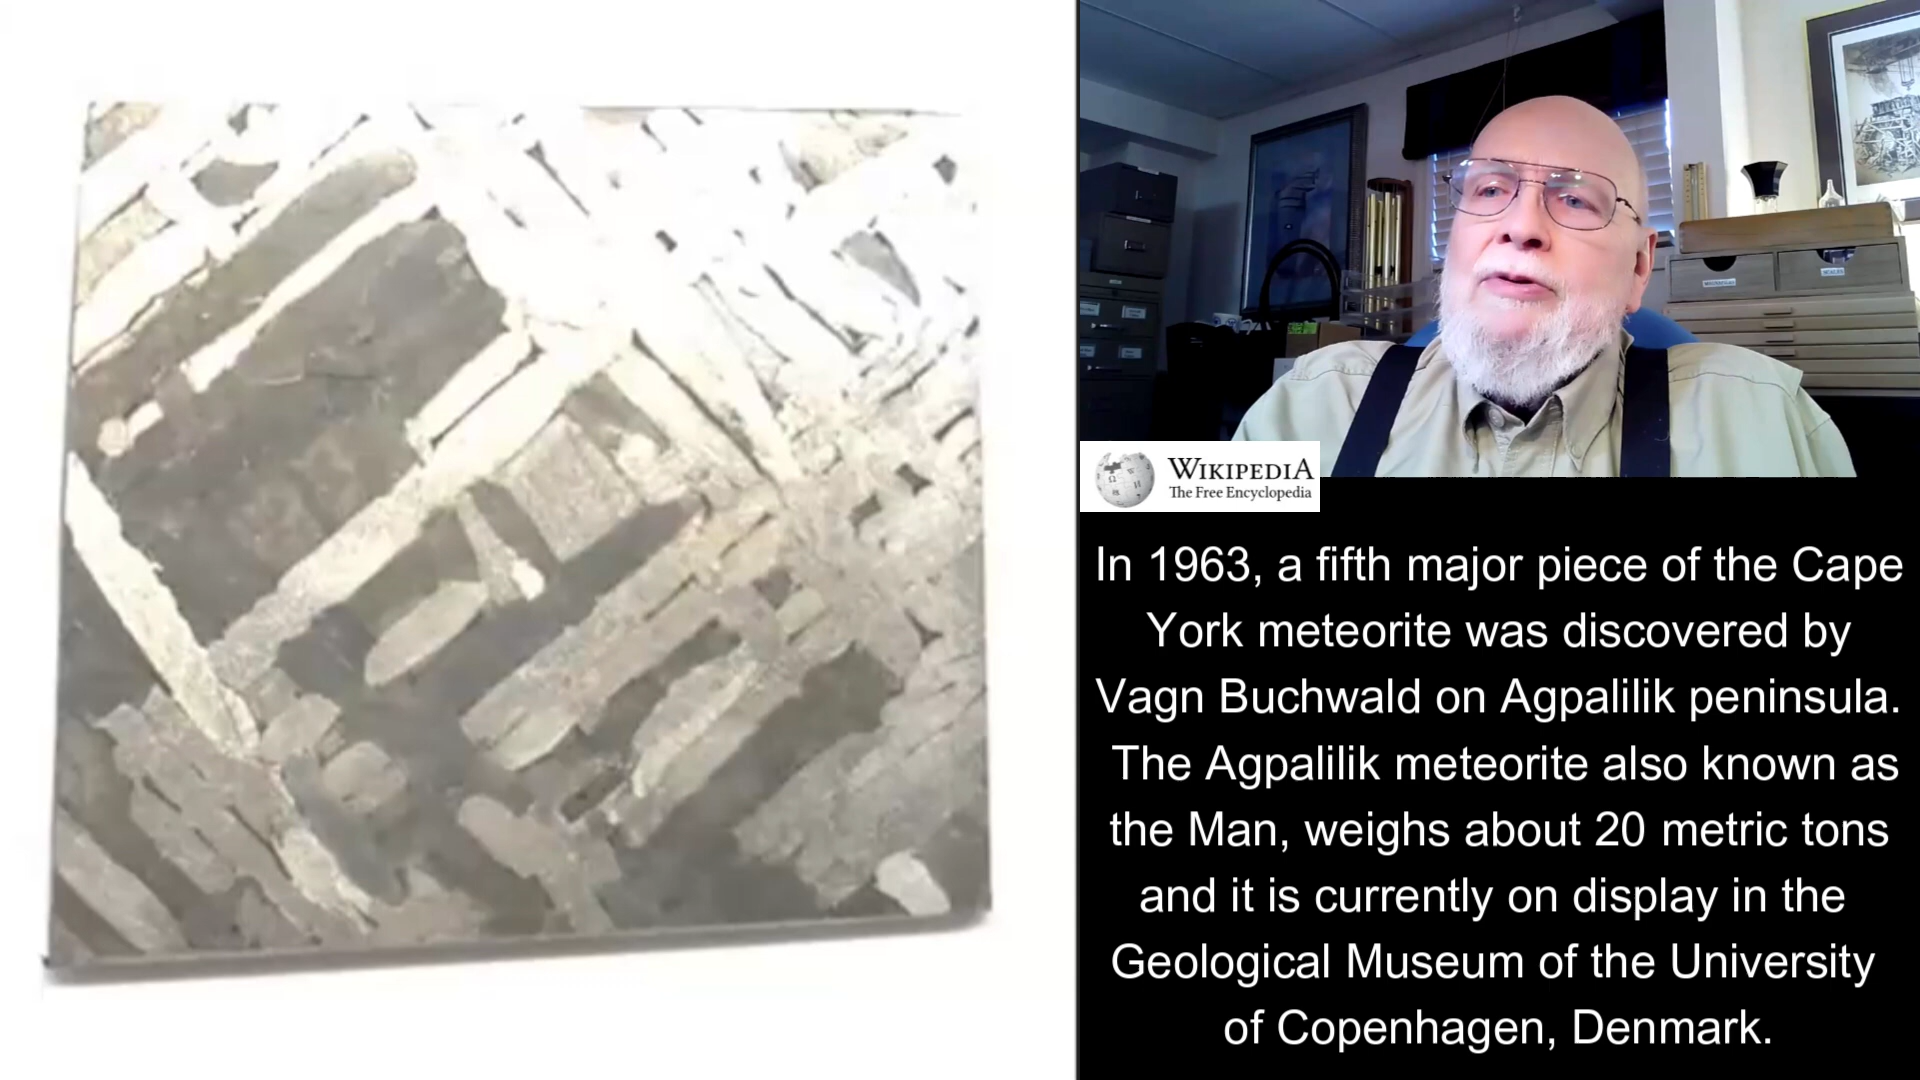 WIKIPEDIA
The Free Encyclopedia
In 1963, a fifth major piece of the Cape
York meteorite was discovered by
Vagn Buchwald on Agpalilik peninsula.
The Agpalilik meteorite also known as
the Man, weighs about 20 metric tons
and it is currently on display in the
Geological Museum of the University
of Copenhagen, Denmark.